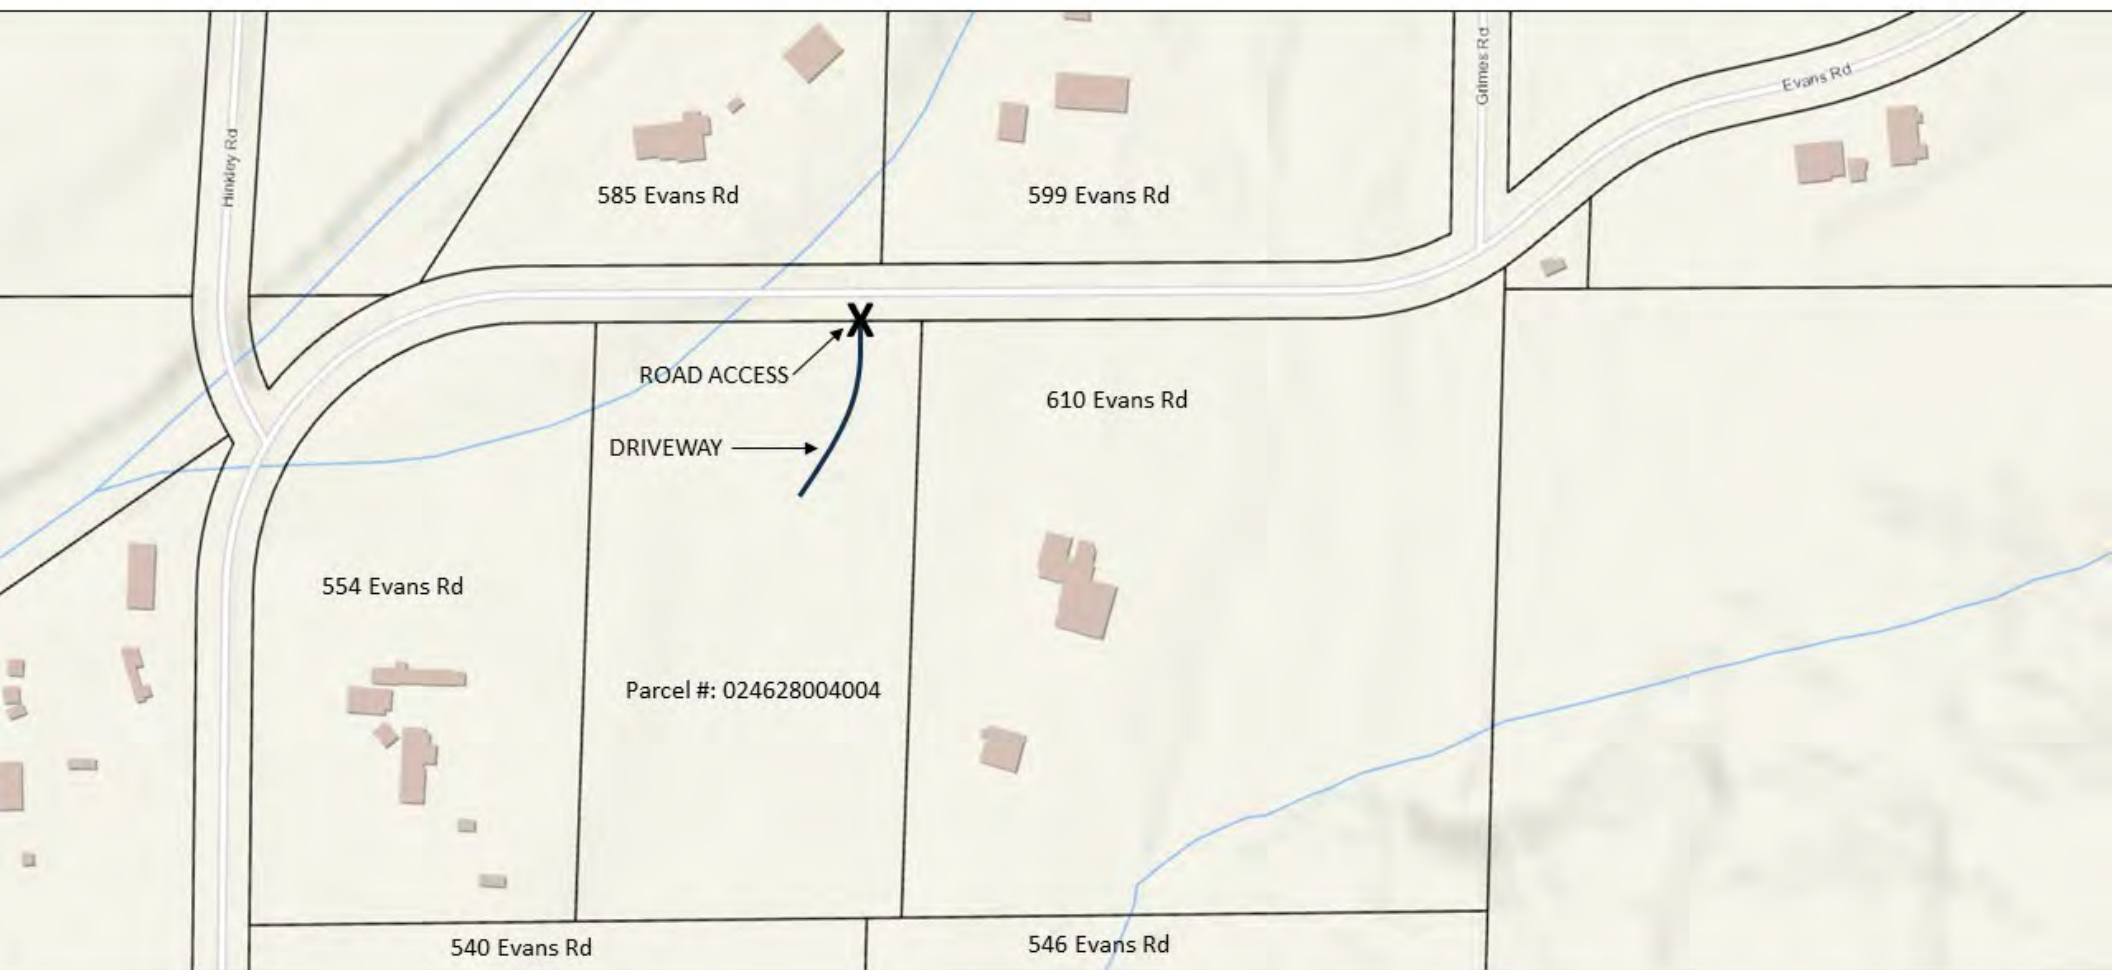 Hinkley Rd
Grimes Rd
Evans Rd
585 Evans Rd
599 Evans Rd
X
ROAD ACCESS
610 Evans Rd
DRIVEWAY
554 Evans Rd
Parcel #: 024628004004
540 Evans Rd
546 Evans Rd